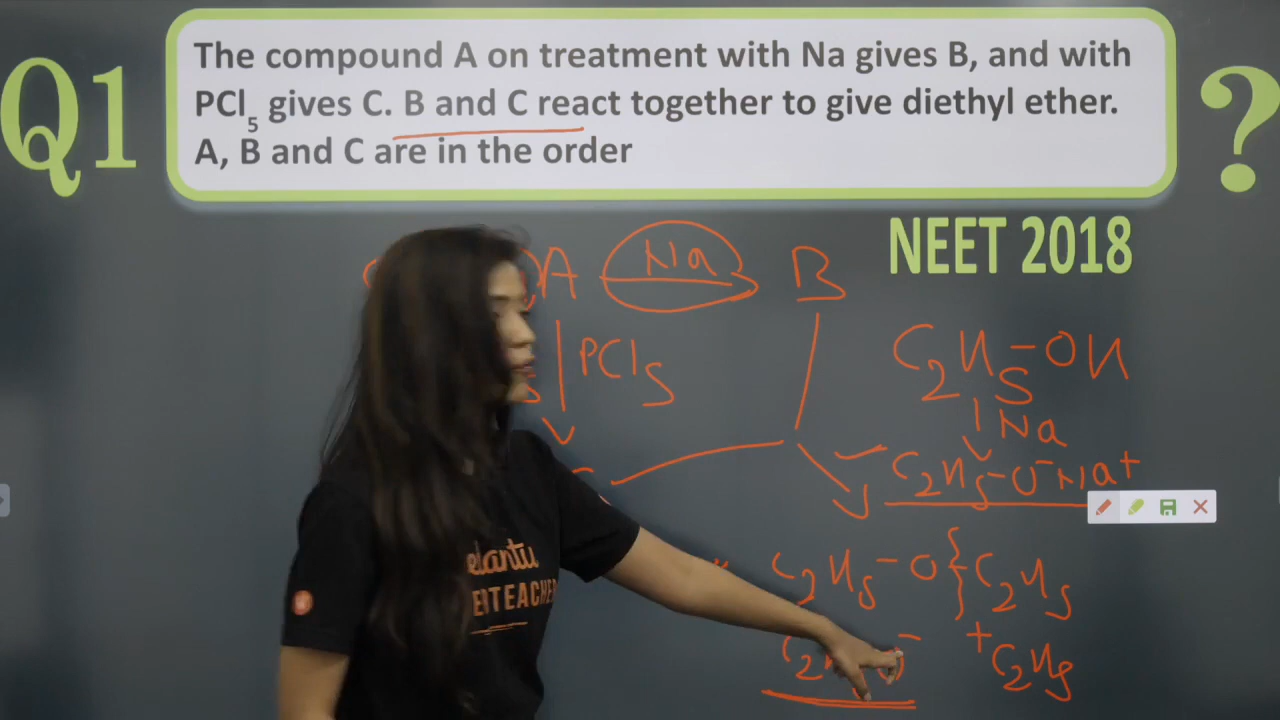 Q1
The compound A on treatment with Na gives B, and with
PCl5 gives C. B and C react together to give diethyl ether.
A, B and C are in the order
?
NEET 2018
A Na B
PCl5
C2H5-OH
Na
C2H5-O-Na+
C2H5-O{C2H5
+C2H5